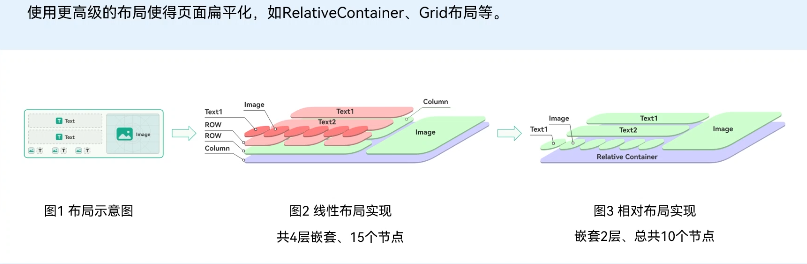 使用更高级的布局使得页面扁平化，如RelativeContainer、Grid布局等。
Text
Text
Image
T
T
T
Text1
Image
ROW
ROW
Column
Text1
Text2
Column
Image
Text1
Image
Text1
Text2
Image
Relative Container
图1 布局示意图
图2 线性布局实现
图3 相对布局实现
共4层嵌套、15个节点
嵌套2层、总共10个节点